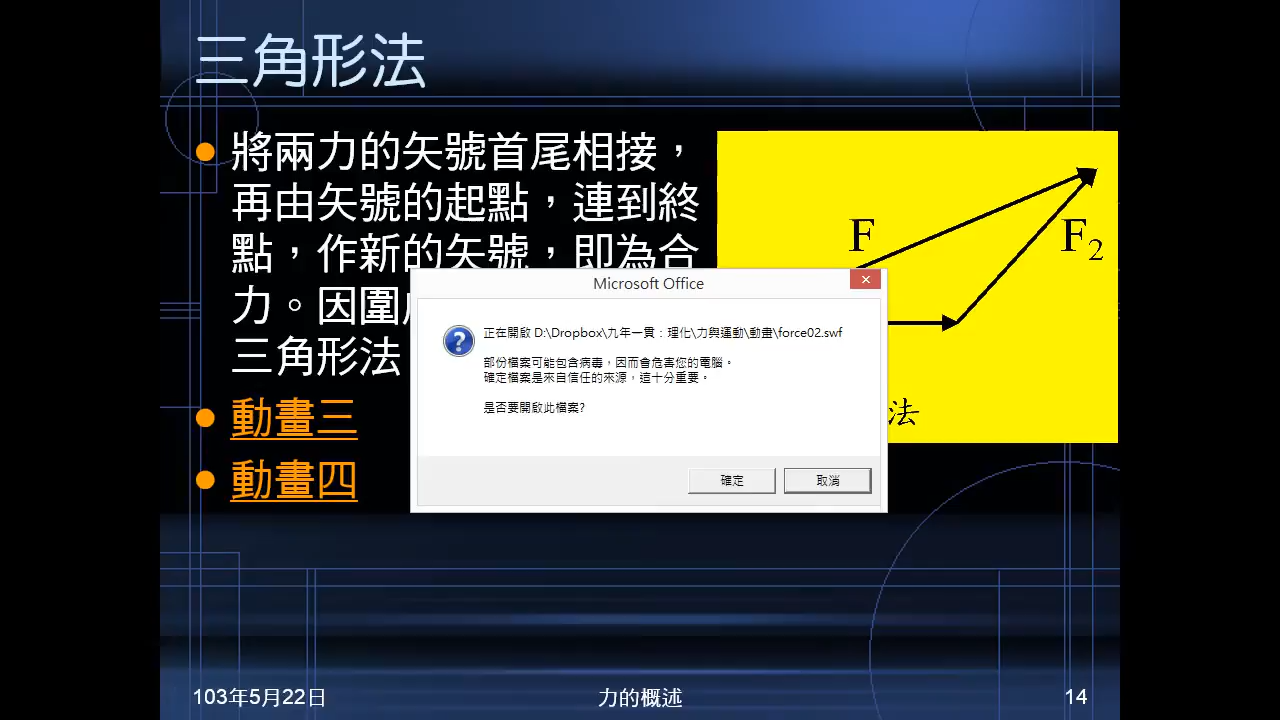 三角形法
將兩力的矢號首尾相接，
再由矢號的起點，連到終
點，作新的矢號，即為合
力。因圍
三角形法
動畫三
動畫四
F
F2
法
Microsoft Office
正在開啟 D:\Dropbox\九年一貫：理化\力與運動\動畫\force02.swf
部份檔案可能包含病毒，因而會危害您的電腦。
確定檔案是來自信任的來源，這十分重要。
是否要開啟此檔案?
確定
取消
103年5月22日
力的概述
14